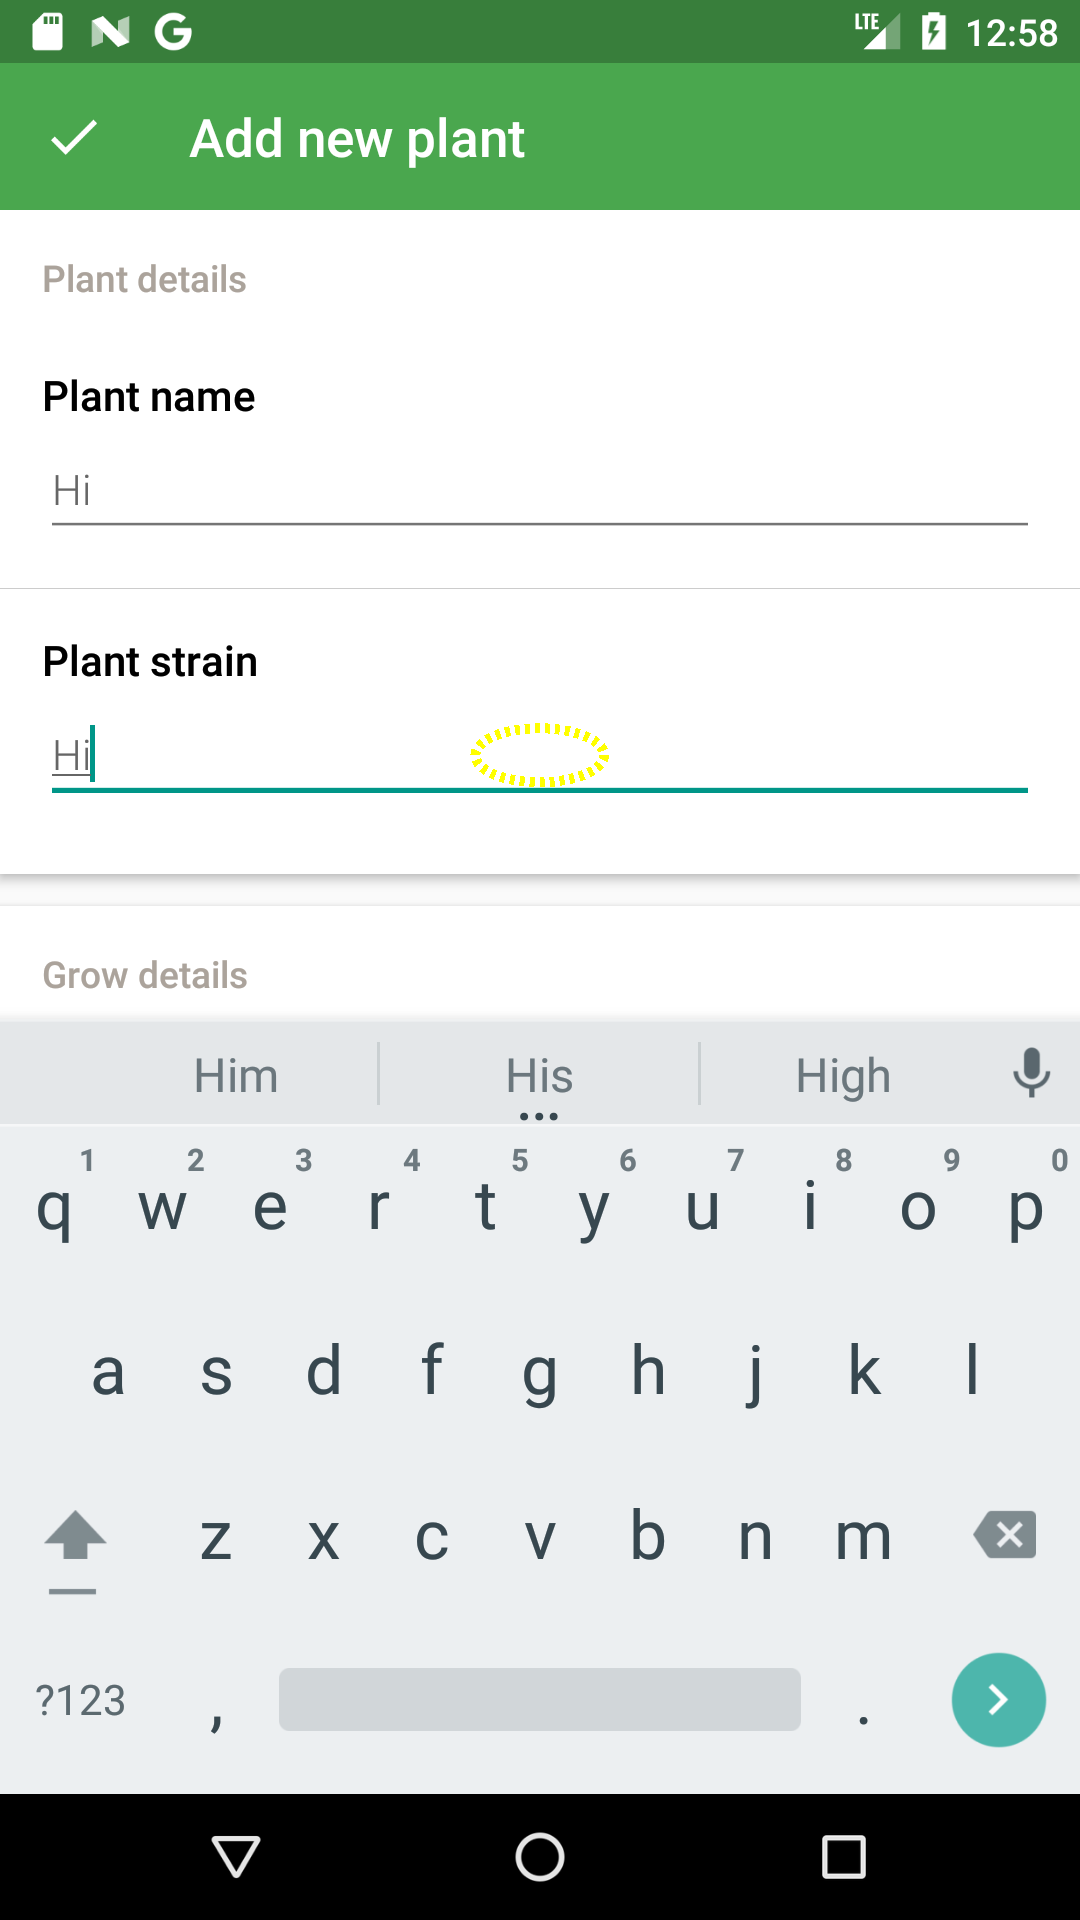 LTE 12:58
Add new plant
Plant details
Plant name
Hi
Plant strain
Hi
Grow details
Him His High
1 2 3 4 5 6 7 8 9 0
q w e r t y u i o p
a s d f g h j k l
z x c v b n m
?123 , .